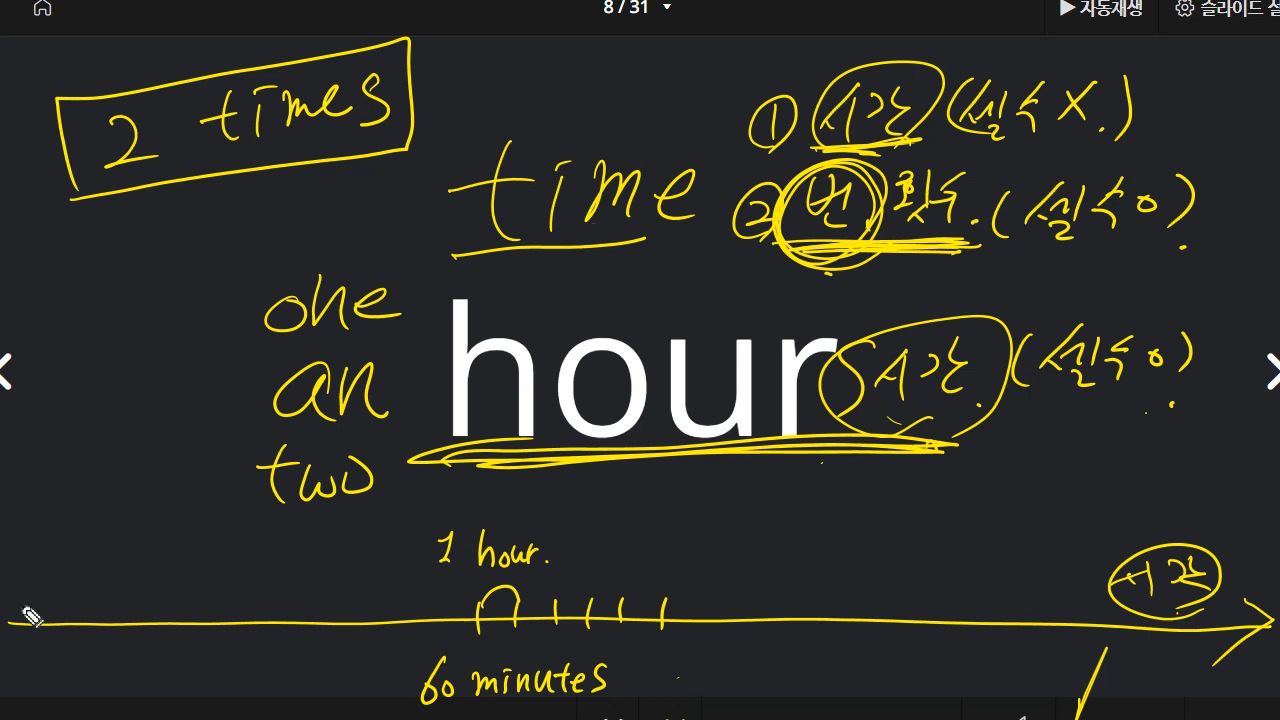 8 / 31 ▼ ▶ 자동재생 슬라이드
2 times
time ① 시간 (셀수X.)
② 번. 횟수. (셀수O).
one
an
two
hour 시간. (셀수O).
1 hour.
시간
60 minutes